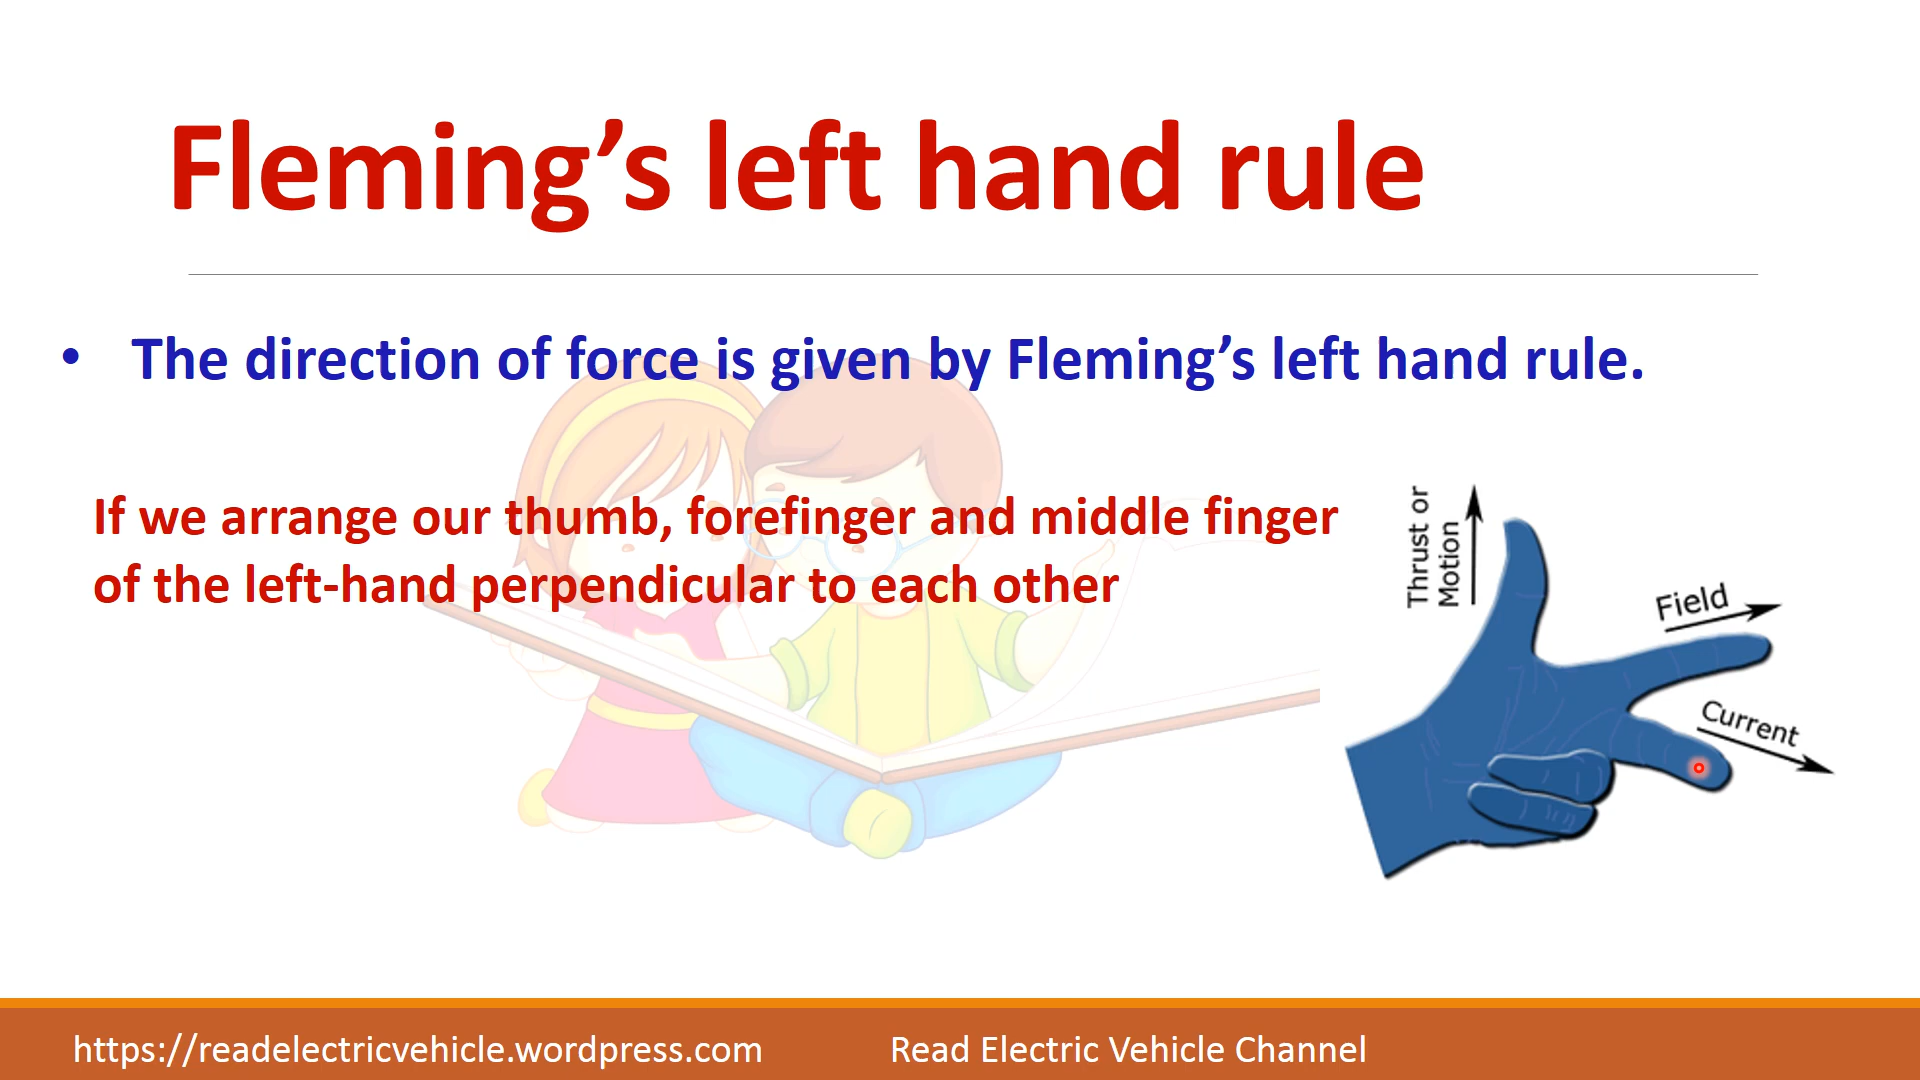 Fleming’s left hand rule
• The direction of force is given by Fleming’s left hand rule.
If we arrange our thumb, forefinger and middle finger
of the left-hand perpendicular to each other
Thrust or
Motion
Field
Current
https://readelectricvehicle.wordpress.com
Read Electric Vehicle Channel